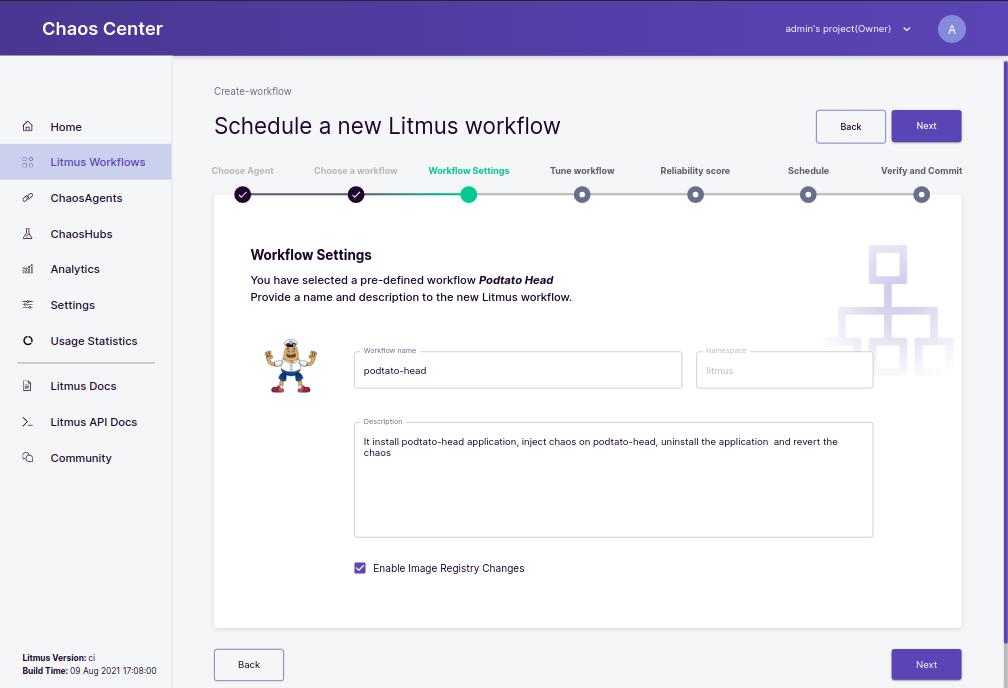 Chaos Center
admin's project(Owner)
A
Home
Litmus Workflows
ChaosAgents
ChaosHubs
Analytics
Settings
Usage Statistics
Litmus Docs
Litmus API Docs
Community
Litmus Version: ci
Build Time: 09 Aug 2021 17:08:00
Create-workflow
Schedule a new Litmus workflow
Back
Next
Choose Agent
Choose a workflow
Workflow Settings
Tune workflow
Reliability score
Schedule
Verify and Commit
Workflow Settings
You have selected a pre-defined workflow Podtato Head
Provide a name and description to the new Litmus workflow.
Workflow name
podtato-head
Namespace
litmus
Description
It install podtato-head application, inject chaos on podtato-head, uninstall the application  and revert the
chaos
Enable Image Registry Changes
Back
Next